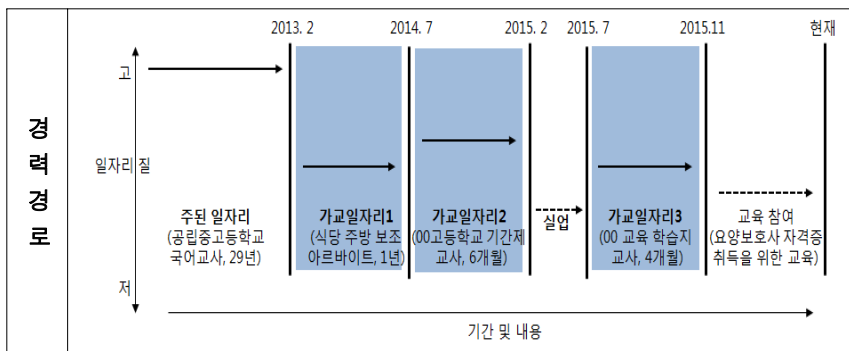 2013. 2
2014. 7
2015. 2
2015. 7
2015.11
현재
경
력
경
로
고
일자리 질
저
주된 일자리
(공립중고등학교
국어교사, 29년)
가교일자리1
(식당 주방 보조
아르바이트, 1년)
가교일자리2
(00고등학교 기간제
교사, 6개월)
실업
가교일자리3
(00 교육 학습지
교사, 4개월)
교육 참여
(요양보호사 자격증
취득을 위한 교육)
기간 및 내용